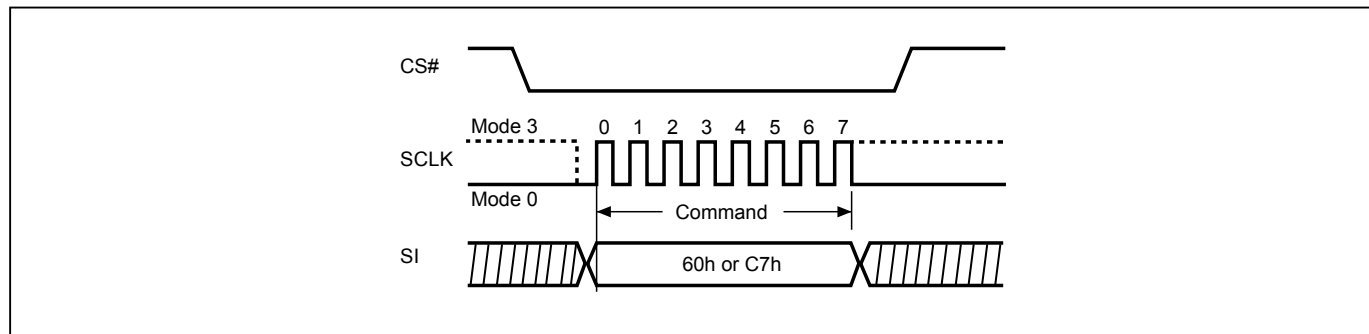 CS#
Mode 3
0 1 2 3 4 5 6 7
SCLK
Mode 0
Command
SI
60h or C7h